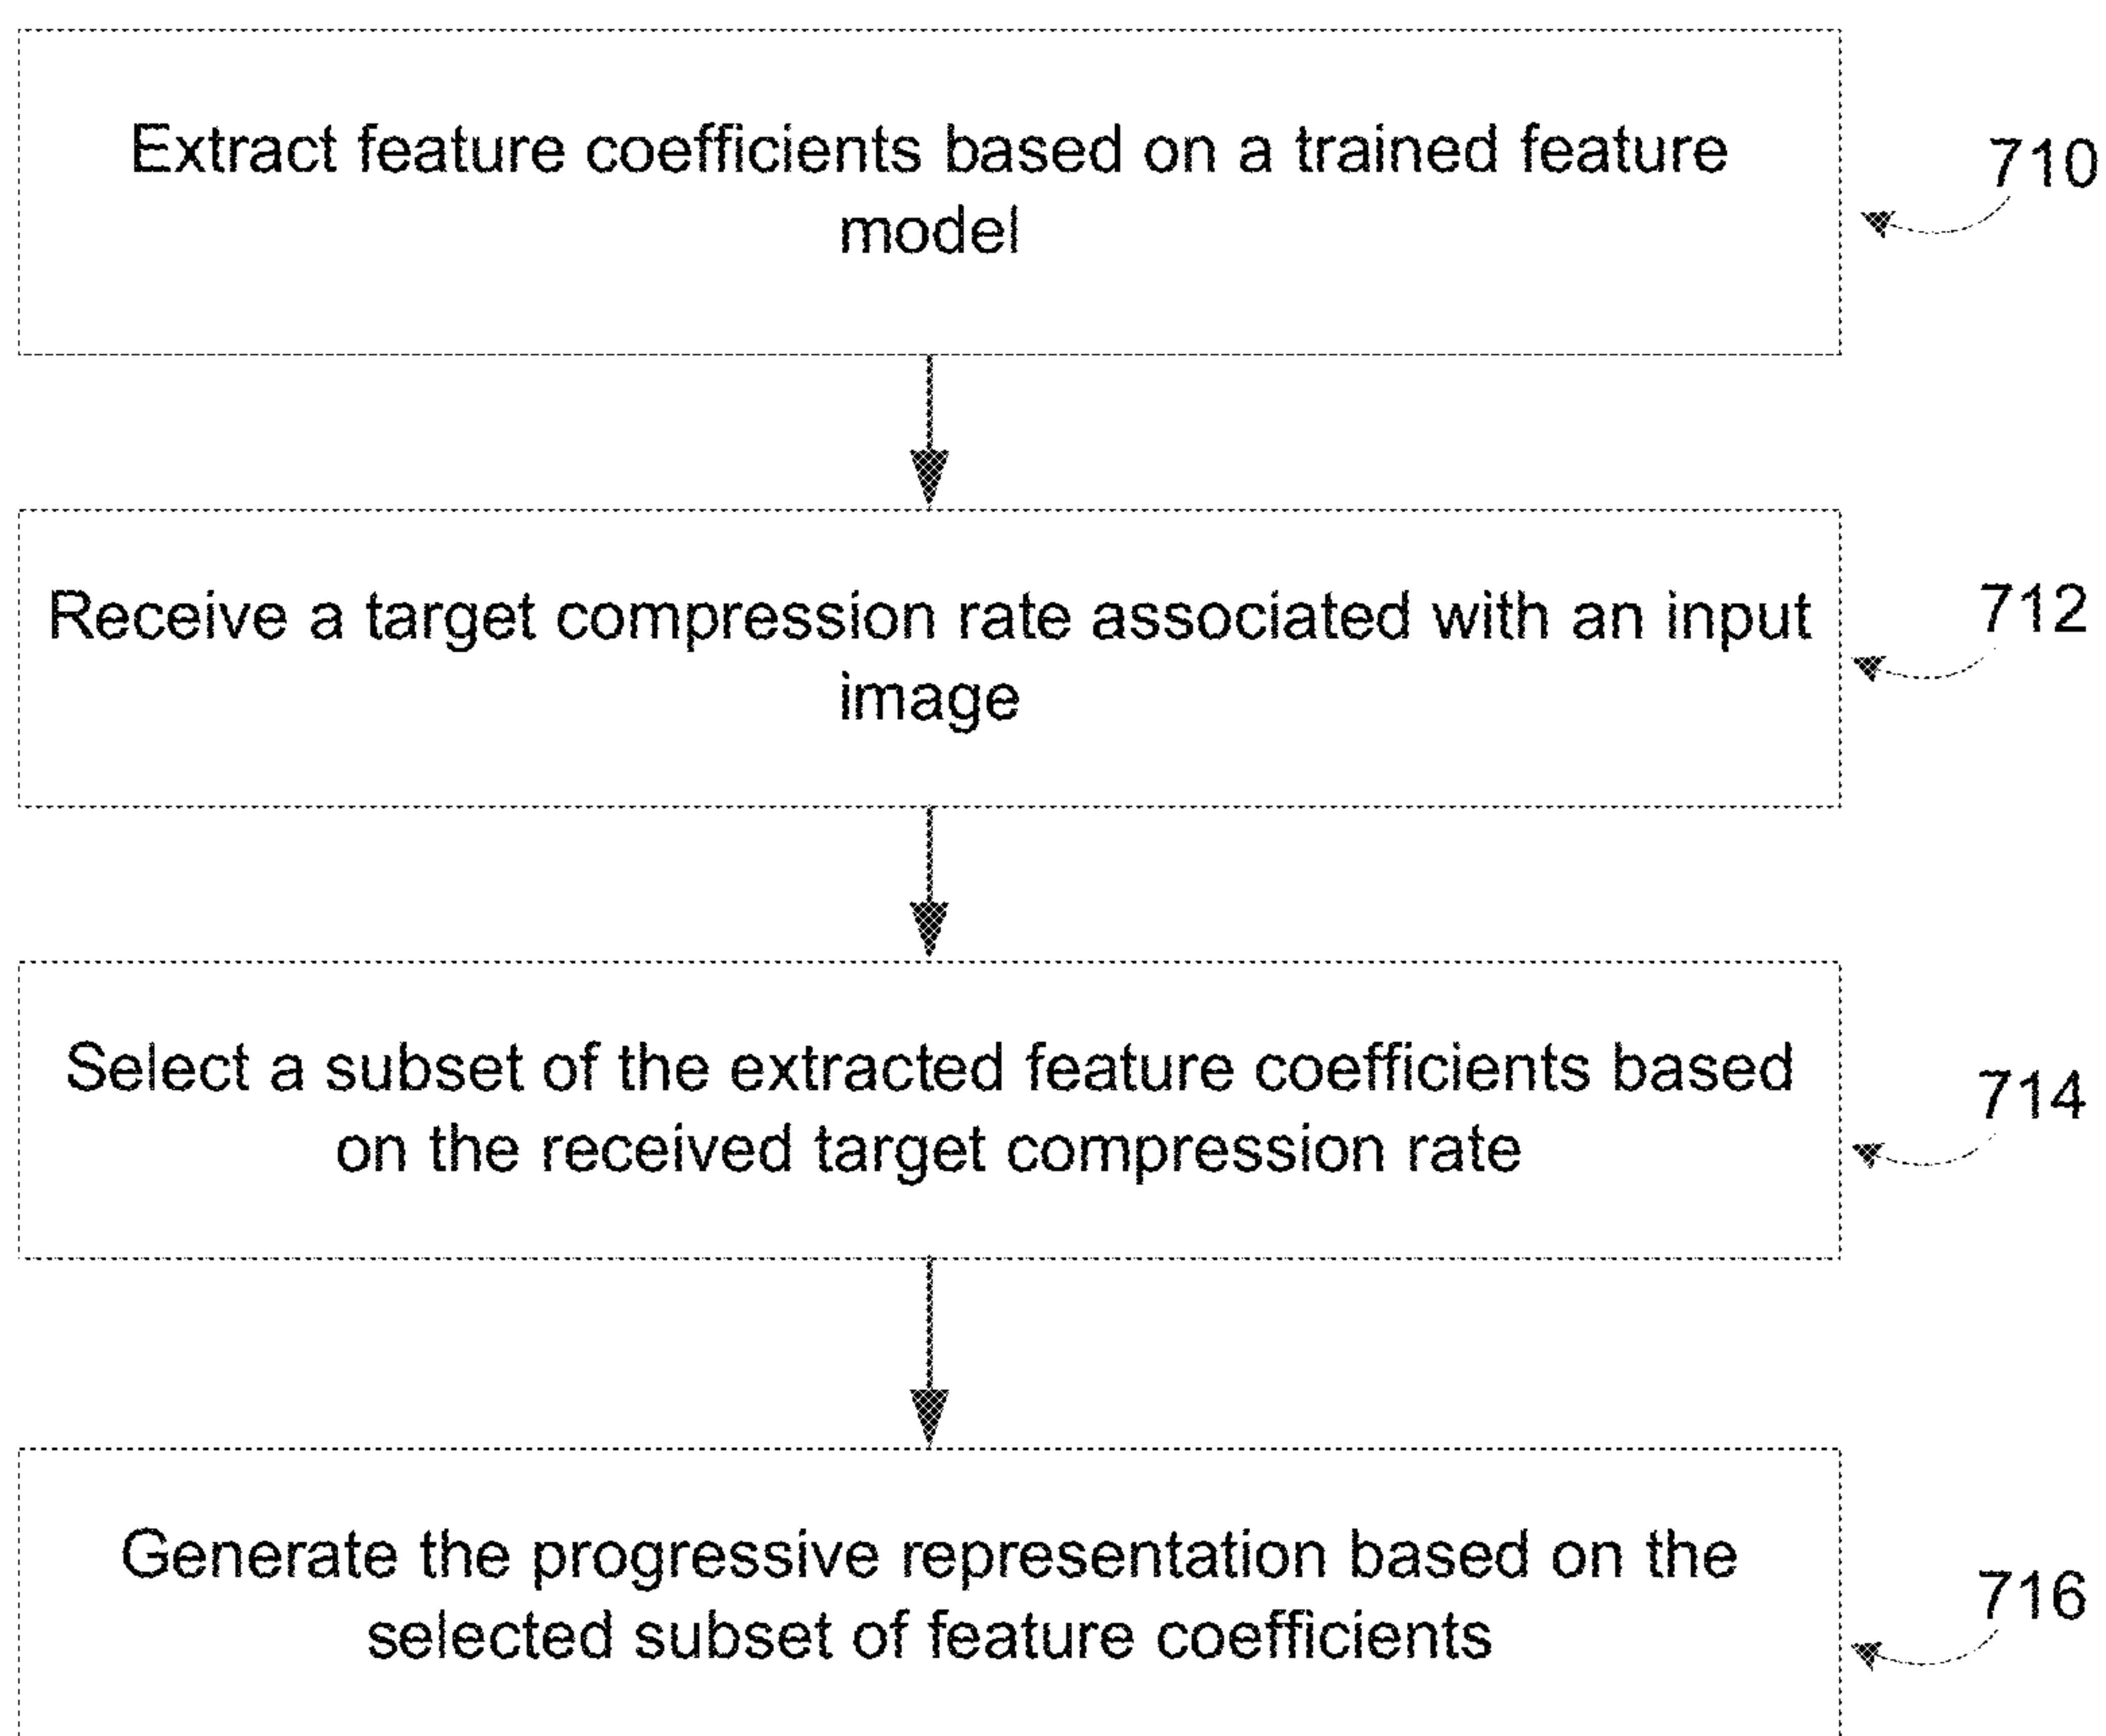 Extract feature coefficients based on a trained feature
model
710
Receive a target compression rate associated with an input
image
712
Select a subset of the extracted feature coefficients based
on the received target compression rate
714
Generate the progressive representation based on the
selected subset of feature coefficients
716